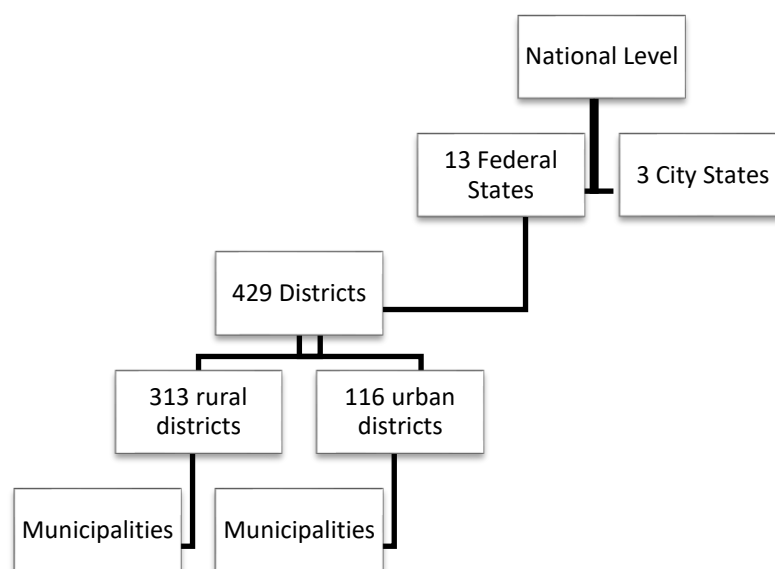 National Level
13 Federal
States
3 City States
429 Districts
313 rural
districts
116 urban
districts
Municipalities
Municipalities